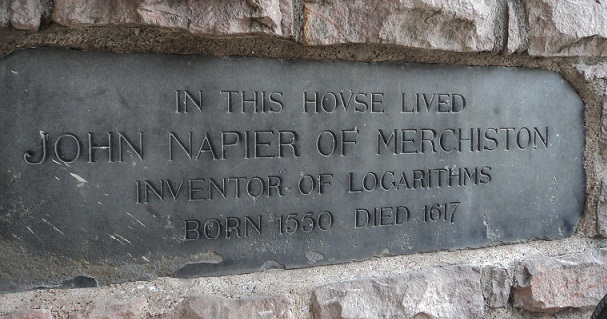 IN THIS HOVSE LIVED
JOHN NAPIER OF MERCHISTON
INVENTOR OF LOGARITHMS
BORN 1550 DIED 1617